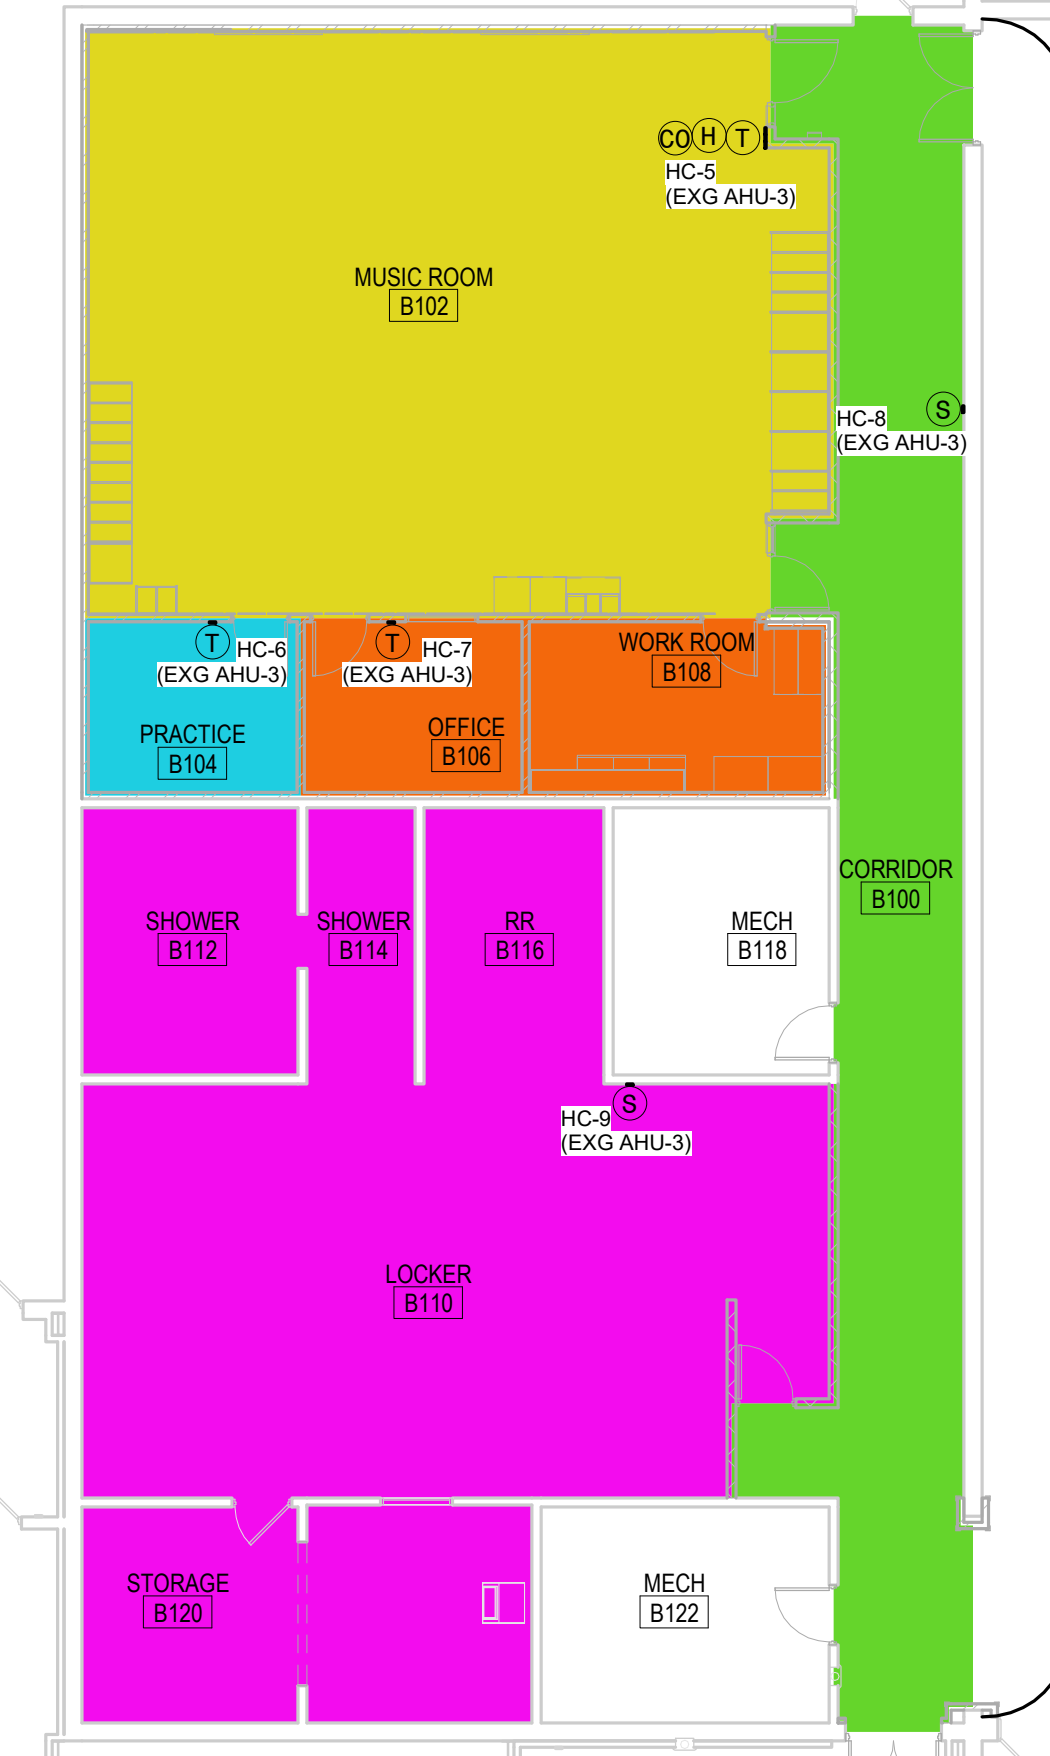 CO H T
HC-5
(EXG AHU-3)
MUSIC ROOM
B102
S
HC-8
(EXG AHU-3)
T HC-6
(EXG AHU-3)
T HC-7
(EXG AHU-3)
WORK ROOM
B108
PRACTICE
B104
OFFICE
B106
CORRIDOR
B100
SHOWER
B112
SHOWER
B114
RR
B116
MECH
B118
S
HC-9
(EXG AHU-3)
LOCKER
B110
STORAGE
B120
MECH
B122